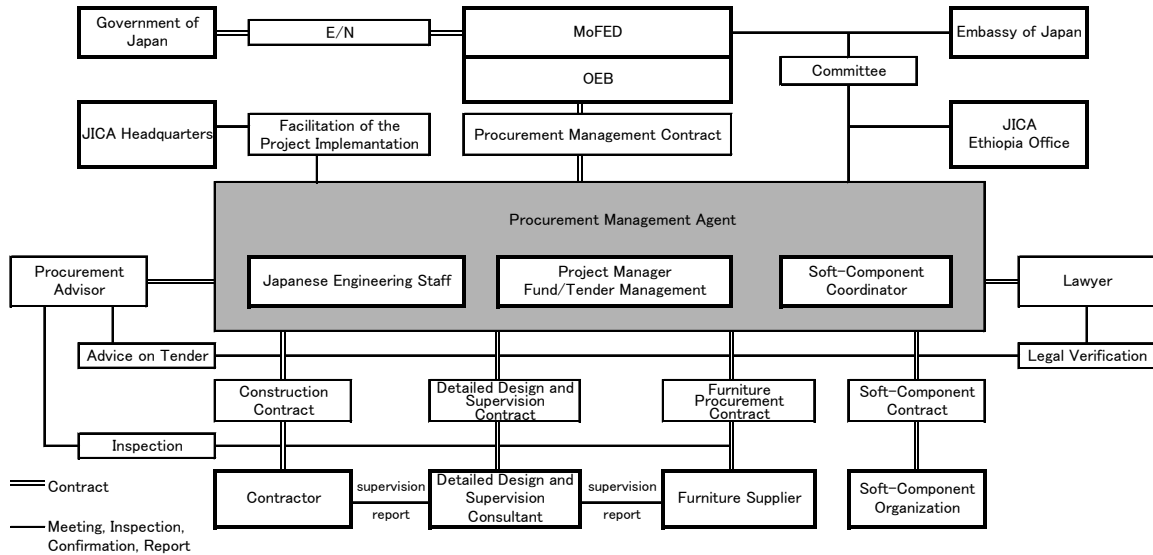 Government of
Japan
E/N
MoFED
Embassy of Japan
OEB
Committee
JICA Headquarters
Facilitation of the
Project Implemantation
Procurement Management Contract
JICA
Ethiopia Office
Procurement Management Agent
Procurement
Advisor
Japanese Engineering Staff
Project Manager
Fund/Tender Management
Soft-Component
Coordinator
Lawyer
Advice on Tender
Legal Verification
Construction
Contract
Detailed Design and
Supervision
Contract
Furniture
Procurement
Contract
Soft-Component
Contract
Inspection
Contract
Contractor
supervision
report
Detailed Design and
Supervision
Consultant
supervision
report
Furniture Supplier
Soft-Component
Organization
Meeting, Inspection,
Confirmation, Report